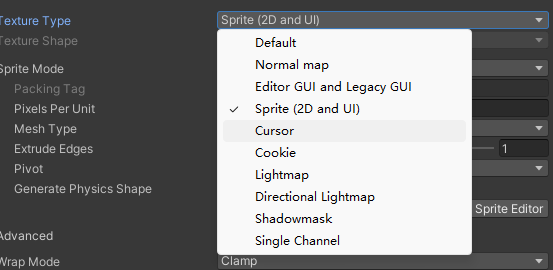 Texture Type Sprite (2D and UI)
Texture Shape
Default
Sprite Mode
Normal map
Packing Tag
Editor GUI and Legacy GUI
Pixels Per Unit
Sprite (2D and UI)
Mesh Type
Cursor
Extrude Edges
Cookie
1
Pivot
Lightmap
Generate Physics Shape
Directional Lightmap
Shadowmask
Sprite Editor
Advanced
Single Channel
Wrap Mode Clamp